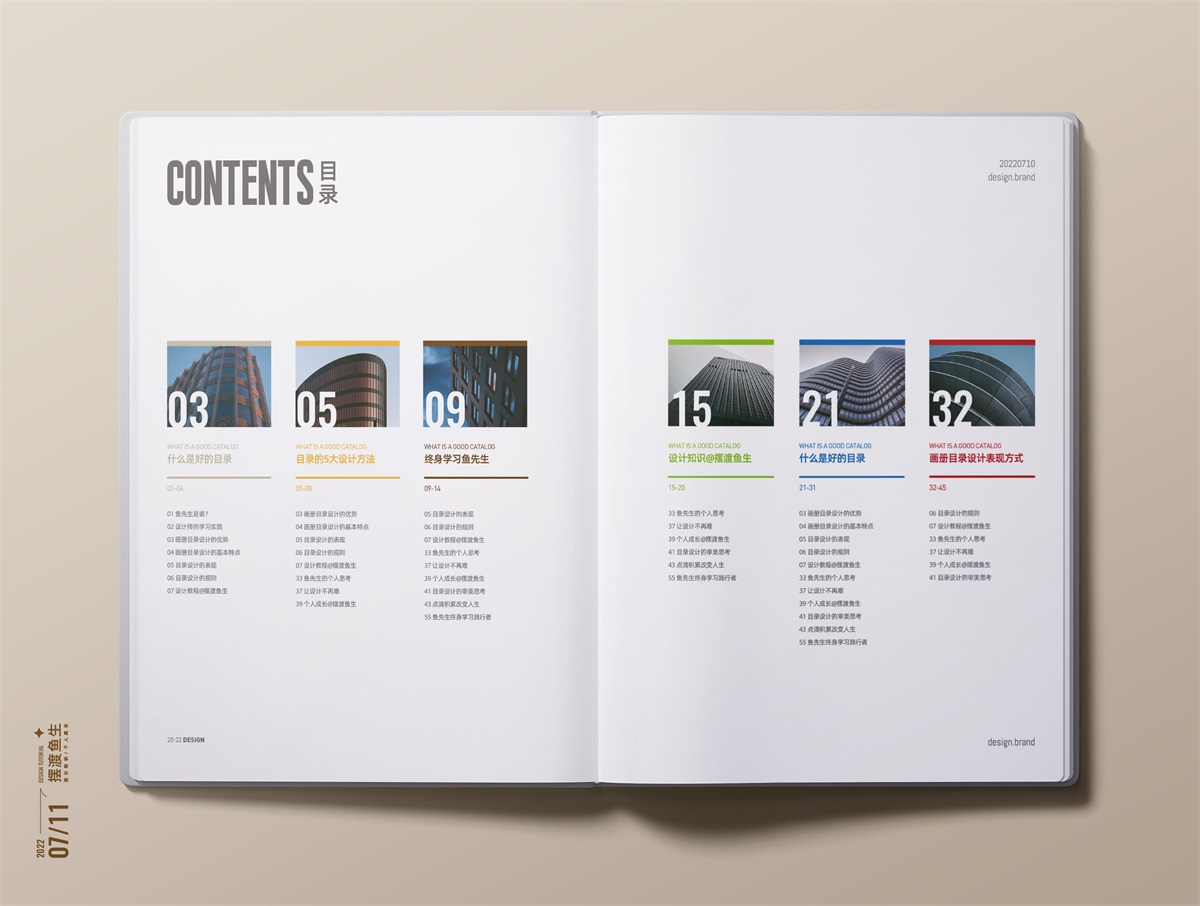 CONTENTS 目录
20220710
design.brand
03
WHAT IS A GOOD CATALOG
什么是好的目录
03-04
01 鱼先生是谁?
02 设计师的学习实践
03 画册目录设计的优势
04 画册目录设计的基本特点
05 目录设计的表现
06 目录设计的规则
07 设计教程@摆渡鱼生
05
WHAT IS A GOOD CATALOG
目录的5大设计方法
05-08
03 画册目录设计的优势
04 画册目录设计的基本特点
05 目录设计的表现
06 目录设计的规则
07 设计教程@摆渡鱼生
33 鱼先生的个人思考
37 让设计不再难
39 个人成长@摆渡鱼生
09
WHAT IS A GOOD CATALOG
终身学习鱼先生
09-14
05 目录设计的表现
06 目录设计的规则
07 设计教程@摆渡鱼生
33 鱼先生的个人思考
37 让设计不再难
39 个人成长@摆渡鱼生
41 目录设计的审美思考
43 点滴积累改变人生
55 鱼先生终身学习践行者
15
WHAT IS A GOOD CATALOG
设计知识@摆渡鱼生
15-20
33 鱼先生的个人思考
37 让设计不再难
39 个人成长@摆渡鱼生
41 目录设计的审美思考
43 点滴积累改变人生
55 鱼先生终身学习践行者
21
WHAT IS A GOOD CATALOG
什么是好的目录
21-31
03 画册目录设计的优势
04 画册目录设计的基本特点
05 目录设计的表现
06 目录设计的规则
07 设计教程@摆渡鱼生
33 鱼先生的个人思考
37 让设计不再难
39 个人成长@摆渡鱼生
41 目录设计的审美思考
43 点滴积累改变人生
55 鱼先生终身学习践行者
32
WHAT IS A GOOD CATALOG
画册目录设计表现方式
32-45
06 目录设计的规则
07 设计教程@摆渡鱼生
33 鱼先生的个人思考
37 让设计不再难
39 个人成长@摆渡鱼生
41 目录设计的审美思考
20-22.DESIGN
design.brand
2022
07/11
DESIGN TUTORIAL
摆渡鱼生
设计知识/个人成长